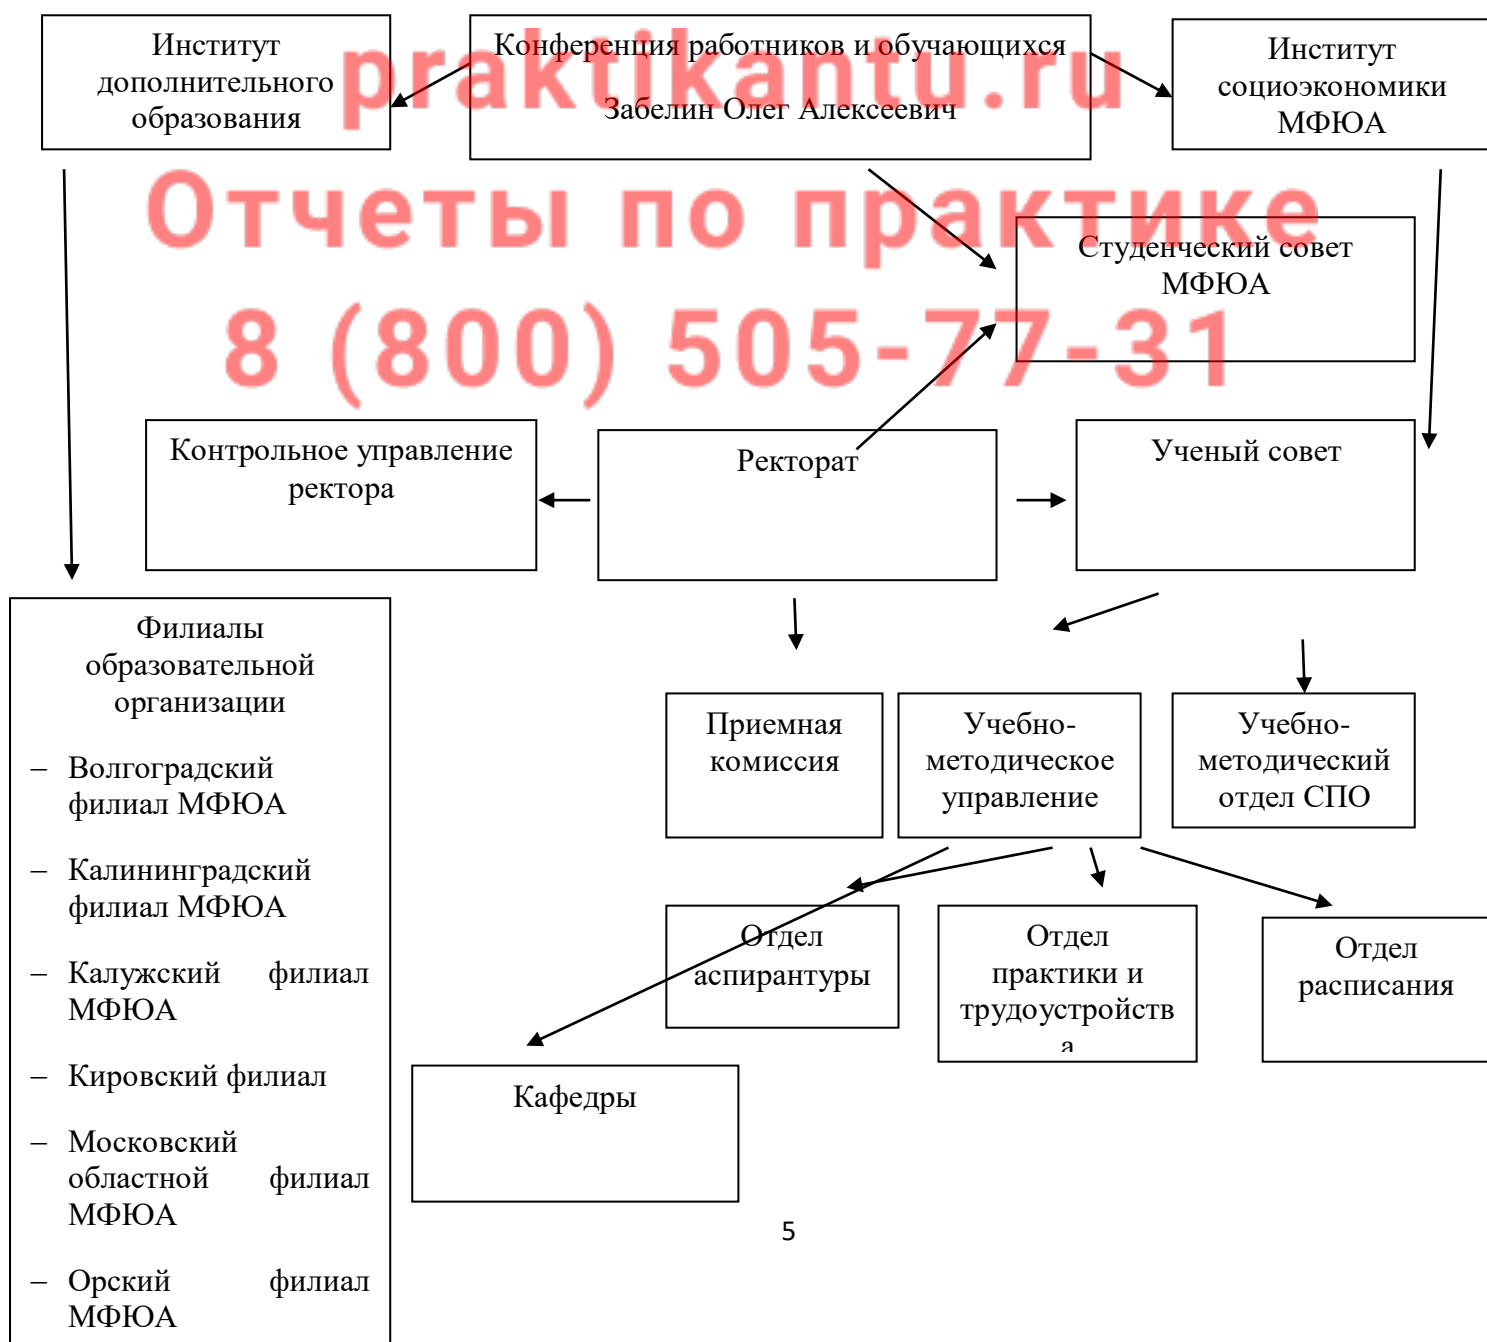 Институт
дополнительного
образования
Конференция работников и обучающихся
Забелин Олег Алексеевич
Институт
социоэкономики
МФЮА
praktikantu.ru
Отчеты по практике
8 (800) 505-77-31
Студенческий совет
МФЮА
Контрольное управление
ректора
Ректорат
Ученый совет
Филиалы
образовательной
организации
– Волгоградский
филиал МФЮА
– Калининградский
филиал МФЮА
– Калужский филиал
МФЮА
– Кировский филиал
– Московский
областной филиал
МФЮА
– Орский филиал
МФЮА
Приемная
комиссия
Учебно-
методическое
управление
Учебно-
методический
отдел СПО
Отдел
аспирантуры
Отдел
практики и
трудоустройств
а
Отдел
расписания
Кафедры
5